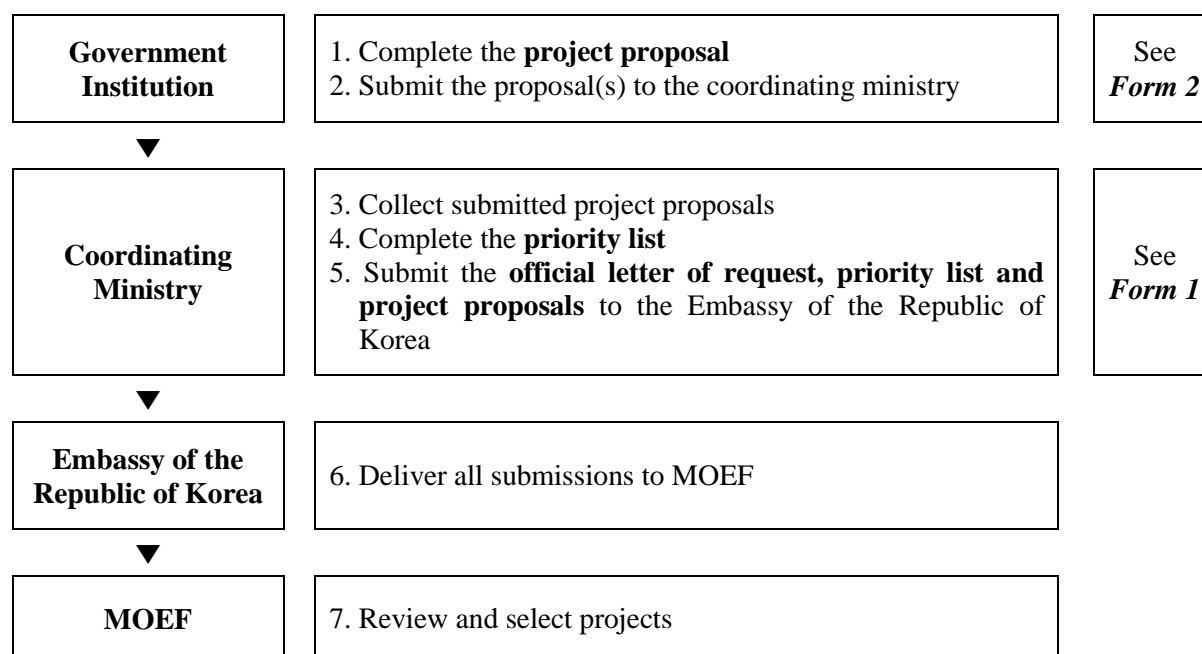 Government
Institution
1. Complete the project proposal
2. Submit the proposal(s) to the coordinating ministry
See
Form 2
Coordinating
Ministry
3. Collect submitted project proposals
4. Complete the priority list
5. Submit the official letter of request, priority list and
project proposals to the Embassy of the Republic of
Korea
See
Form 1
Embassy of the
Republic of Korea
6. Deliver all submissions to MOEF
MOEF
7. Review and select projects